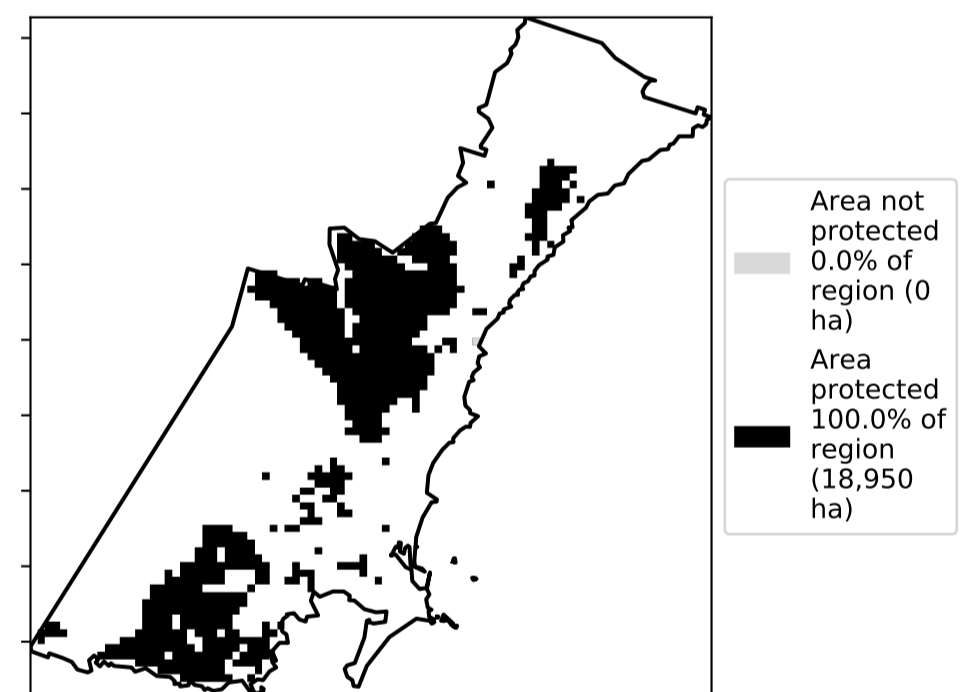 Area not
protected
0.0% of
region (0
ha)
Area
protected
100.0% of
region
(18,950
ha)